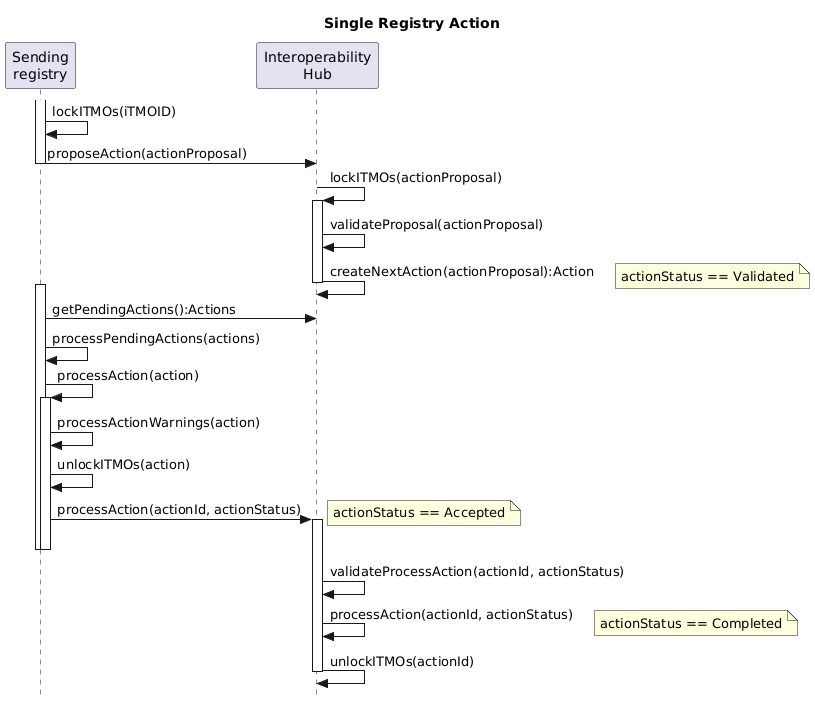 Single Registry Action
Sending
registry
Interoperability
Hub
lockITMOs(iTMOID)
proposeAction(actionProposal)
lockITMOs(actionProposal)
validateProposal(actionProposal)
createNextAction(actionProposal):Action
actionStatus == Validated
getPendingActions():Actions
processPendingActions(actions)
processAction(action)
processActionWarnings(action)
unlockITMOs(action)
processAction(actionId, actionStatus)
actionStatus == Accepted
validateProcessAction(actionId, actionStatus)
processAction(actionId, actionStatus)
actionStatus == Completed
unlockITMOs(actionId)